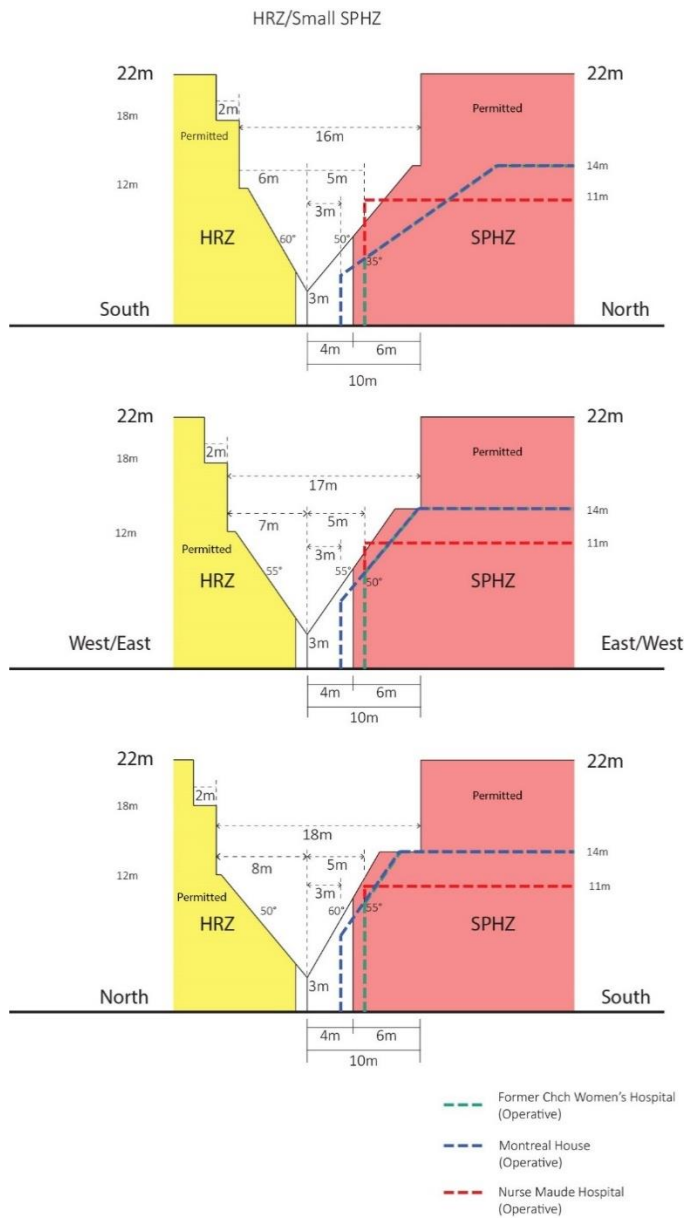 HRZ/Small SPHZ
22m
22m
18m
2m
Permitted
Permitted
16m
12m
6m
5m
14m
11m
3m
HRZ
60°
50°
SPHZ
35°
3m
South
North
4m
6m
10m
22m
22m
18m
2m
Permitted
17m
12m
7m
5m
14m
11m
Permitted
3m
HRZ
55°
55°
50°
SPHZ
3m
West/East
East/West
4m
6m
10m
22m
22m
18m
2m
Permitted
18m
12m
8m
5m
14m
11m
Permitted
3m
HRZ
50°
60°
55°
SPHZ
3m
North
South
4m
6m
10m
Former Chch Women's Hospital
(Operative)
Montreal House
(Operative)
Nurse Maude Hospital
(Operative)